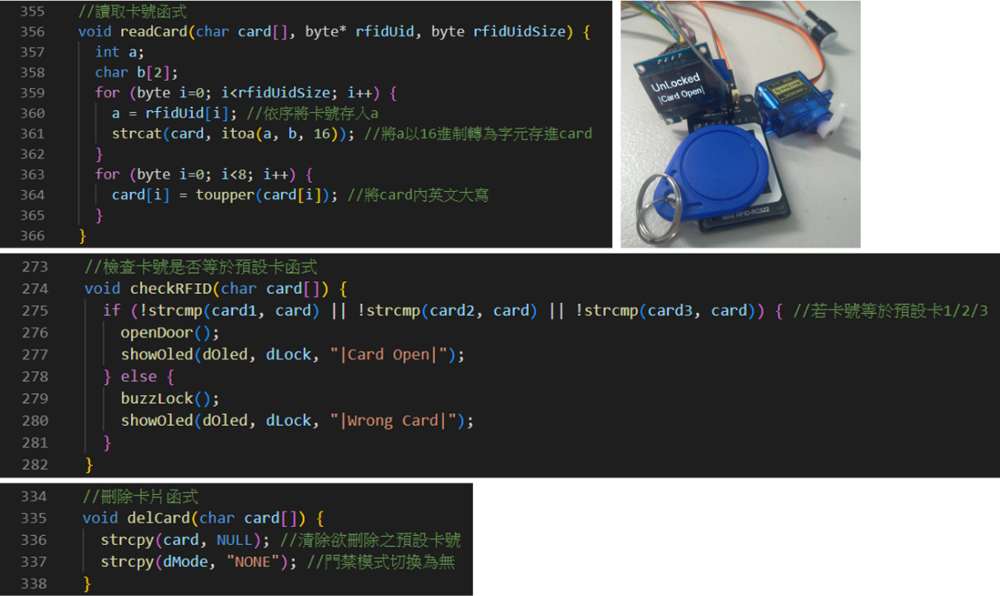 355 //讀取卡號函式
356 void readCard(char card[], byte* rfidUid, byte rfidUidSize) {
357 int a;
358 char b[2];
359 for (byte i=0; i<rfidUidSize; i++) {
360 a = rfidUid[i]; //依序將卡號存入a
361 strcat(card, itoa(a, b, 16)); //將a以16進制轉為字元存進card
362 }
363 for (byte i=0; i<8; i++) {
364 card[i] = toupper(card[i]); //將card內英文大寫
365 }
366 }
UnLocked
|Card Open|
MINI RFID-RC522
273 //檢查卡號是否等於預設卡函式
274 void checkRFID(char card[]) {
275 if (!strcmp(card1, card) || !strcmp(card2, card) || !strcmp(card3, card)) { //若卡號等於預設卡1/2/3
276 openDoor();
277 showOled(dOled, dLock, "|Card Open|");
278 } else {
279 buzzLock();
280 showOled(dOled, dLock, "|Wrong Card|");
281 }
282 }
334 //刪除卡片函式
335 void delCard(char card[]) {
336 strcpy(card, NULL); //清除欲刪除之預設卡號
337 strcpy(dMode, "NONE"); //門禁模式切換為無
338 }